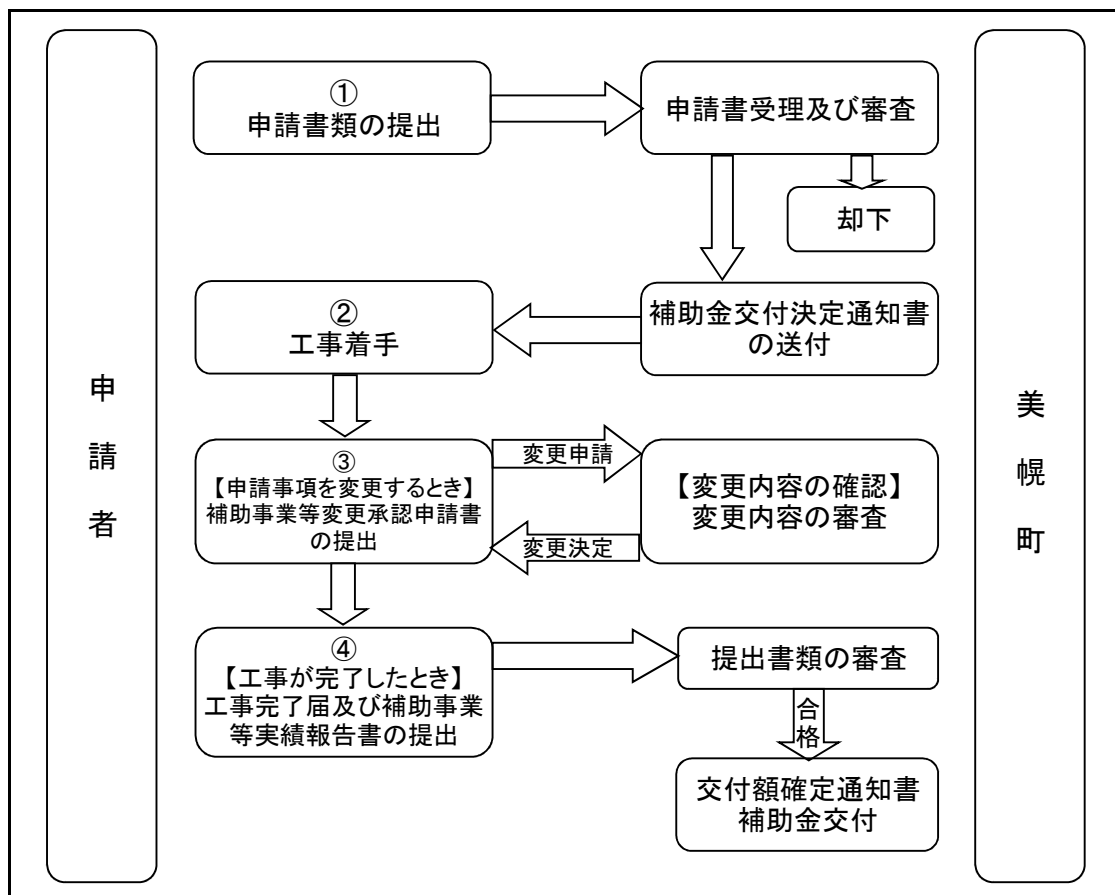 申請者
①
申請書類の提出
申請書受理及び審査
却下
補助金交付決定通知書
の送付
②
工事着手
③
【申請事項を変更するとき】
補助事業等変更承認申請書
の提出
変更申請
変更決定
【変更内容の確認】
変更内容の審査
④
【工事が完了したとき】
工事完了届及び補助事業
等実績報告書の提出
提出書類の審査
合格
交付額確定通知書
補助金交付
美幌町